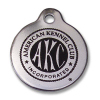 AMERICAN KENNEL CLUB
AKC
INCORPORATED